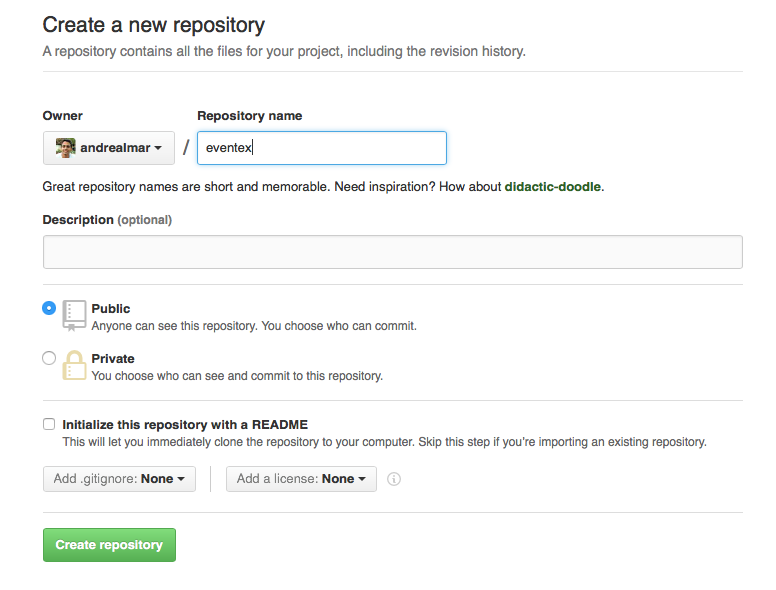 Create a new repository
A repository contains all the files for your project, including the revision history.
Owner
Repository name
andrealmar / eventex
Great repository names are short and memorable. Need inspiration? How about didactic-doodle.
Description (optional)
Public
Anyone can see this repository. You choose who can commit.
Private
You choose who can see and commit to this repository.
Initialize this repository with a README
This will let you immediately clone the repository to your computer. Skip this step if you're importing an existing repository.
Add .gitignore: None
Add a license: None
Create repository